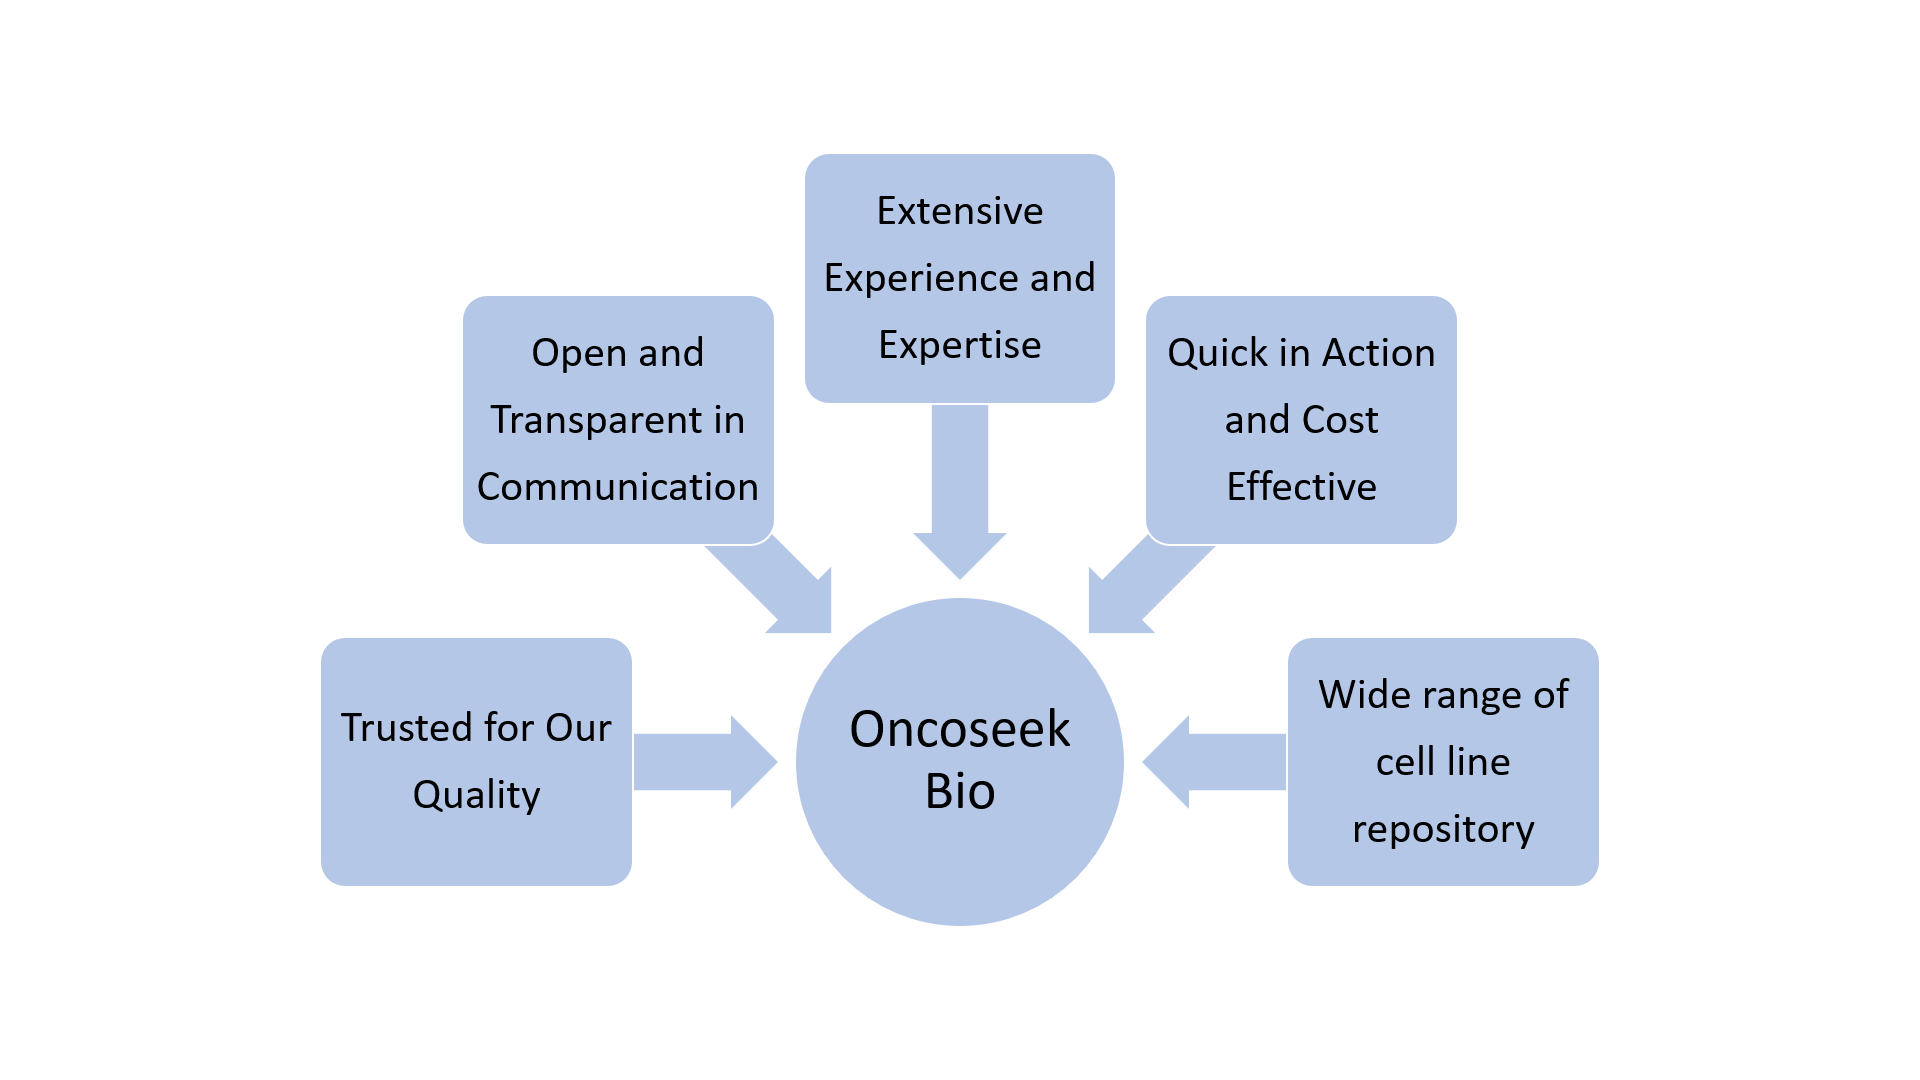 Extensive
Experience and
Expertise
Open and
Transparent in
Communication
Quick in Action
and Cost
Effective
Trusted for Our
Quality
Oncoseek
Bio
Wide range of
cell line
repository